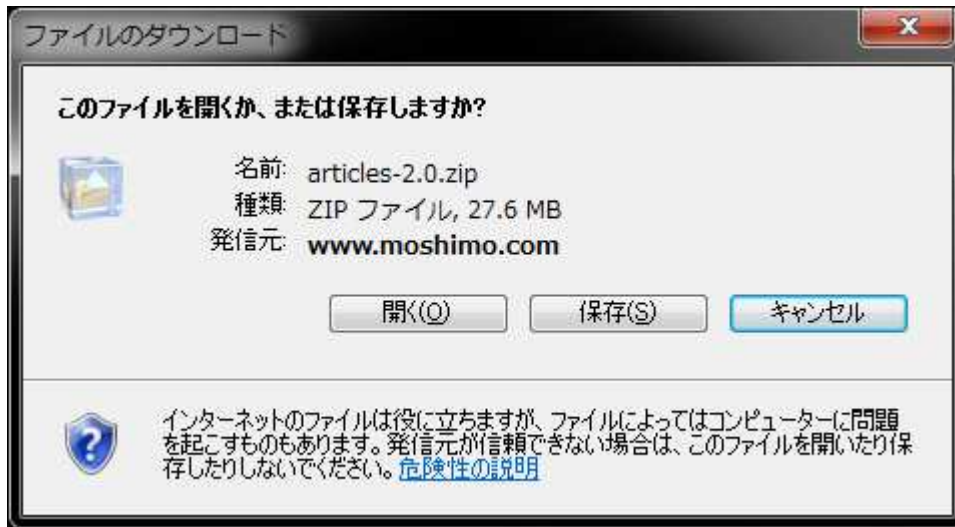 ファイルのダウンロード
このファイルを開くか、または保存しますか?
名前: articles-2.0.zip
種類: ZIP ファイル, 27.6 MB
発信元: www.moshimo.com
開く(O) 保存(S) キャンセル
インターネットのファイルは役に立ちますが、ファイルによってはコンピューターに問題
を起こすものもあります。発信元が信頼できない場合は、このファイルを開いたり保
存したりしないでください。危険性の説明